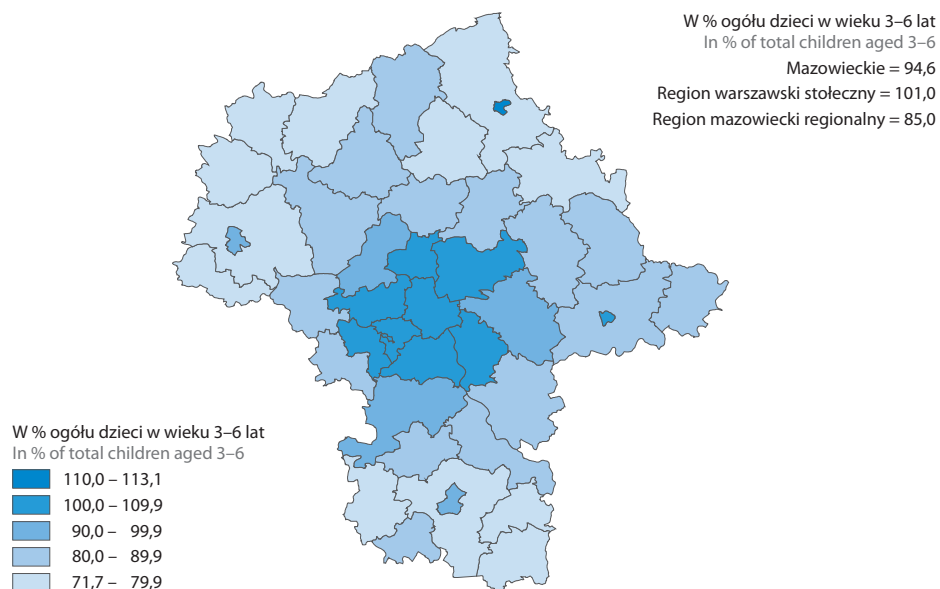 W % ogółu dzieci w wieku 3–6 lat
In % of total children aged 3–6
Mazowieckie = 94,6
Region warszawski stołeczny = 101,0
Region mazowiecki regionalny = 85,0
W % ogółu dzieci w wieku 3–6 lat
In % of total children aged 3–6
110,0 – 113,1
100,0 – 109,9
90,0 – 99,9
80,0 – 89,9
71,7 – 79,9